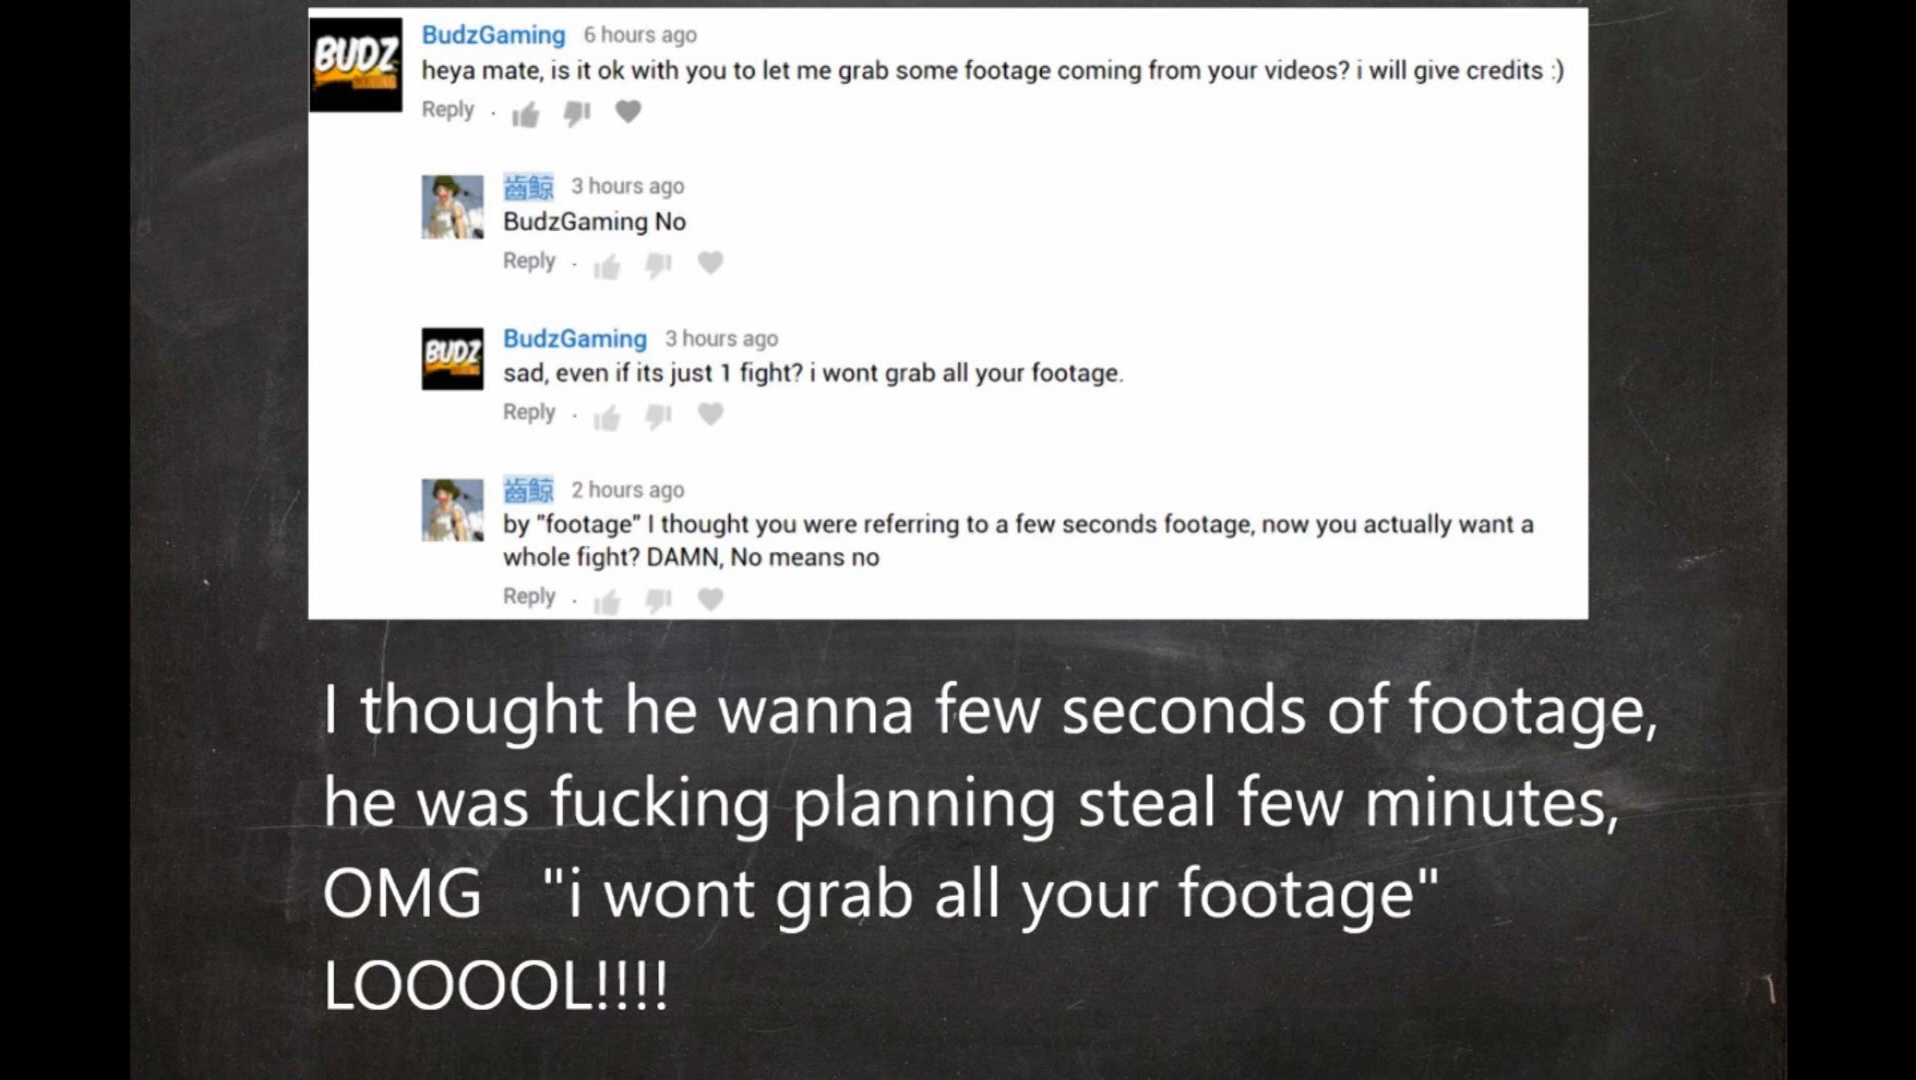 BUDZ
BudzGaming 6 hours ago
heya mate, is it ok with you to let me grab some footage coming from your videos? i will give credits :)
Reply .
齒鯨 3 hours ago
BudzGaming No
Reply .
BUDZ
BudzGaming 3 hours ago
sad, even if its just 1 fight? i wont grab all your footage.
Reply .
齒鯨 2 hours ago
by "footage" I thought you were referring to a few seconds footage, now you actually want a
whole fight? DAMN, No means no
Reply .
I thought he wanna few seconds of footage,
he was fucking planning steal few minutes,
OMG "i wont grab all your footage"
LOOOOL!!!!